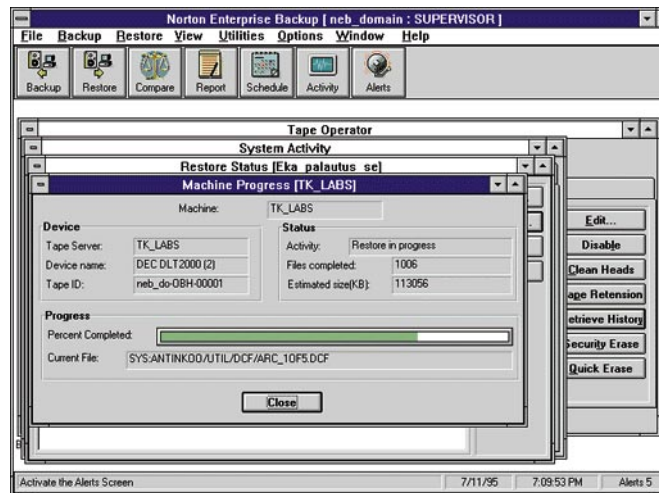 Norton Enterprise Backup [ neb_domain : SUPERVISOR ]
File Backup Restore View Utilities Options Window Help
Backup Restore Compare Report Schedule Activity Alerts
Tape Operator
System Activity
Restore Status [Eka palautus se]
Machine Progress [TK_LABS]
Machine: TK_LABS
Device
Tape Server: TK_LABS
Device name: DEC DLT2000 (2)
Tape ID: neb_do-OBH-00001
Status
Activity: Restore in progress
Files completed: 1006
Estimated size(KB): 113056
Progress
Percent Completed:
Current File: SYS:ANTINKOO/UTIL/DCF/ARC_1OF5.DCF
Close
Edit...
Disable
Clean Heads
ape Retension
etrieve History
Security Erase
Quick Erase
Activate the Alerts Screen 7/11/95 7:09:53 PM Alerts 5